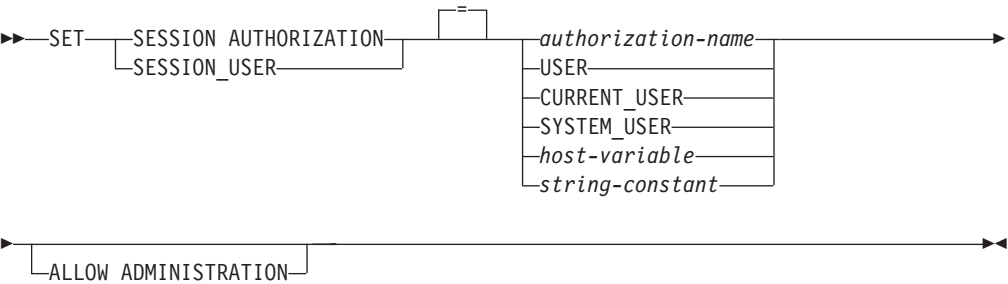 =
SET SESSION AUTHORIZATION authorization-name
SESSION_USER USER
CURRENT_USER
SYSTEM_USER
host-variable
string-constant
ALLOW ADMINISTRATION